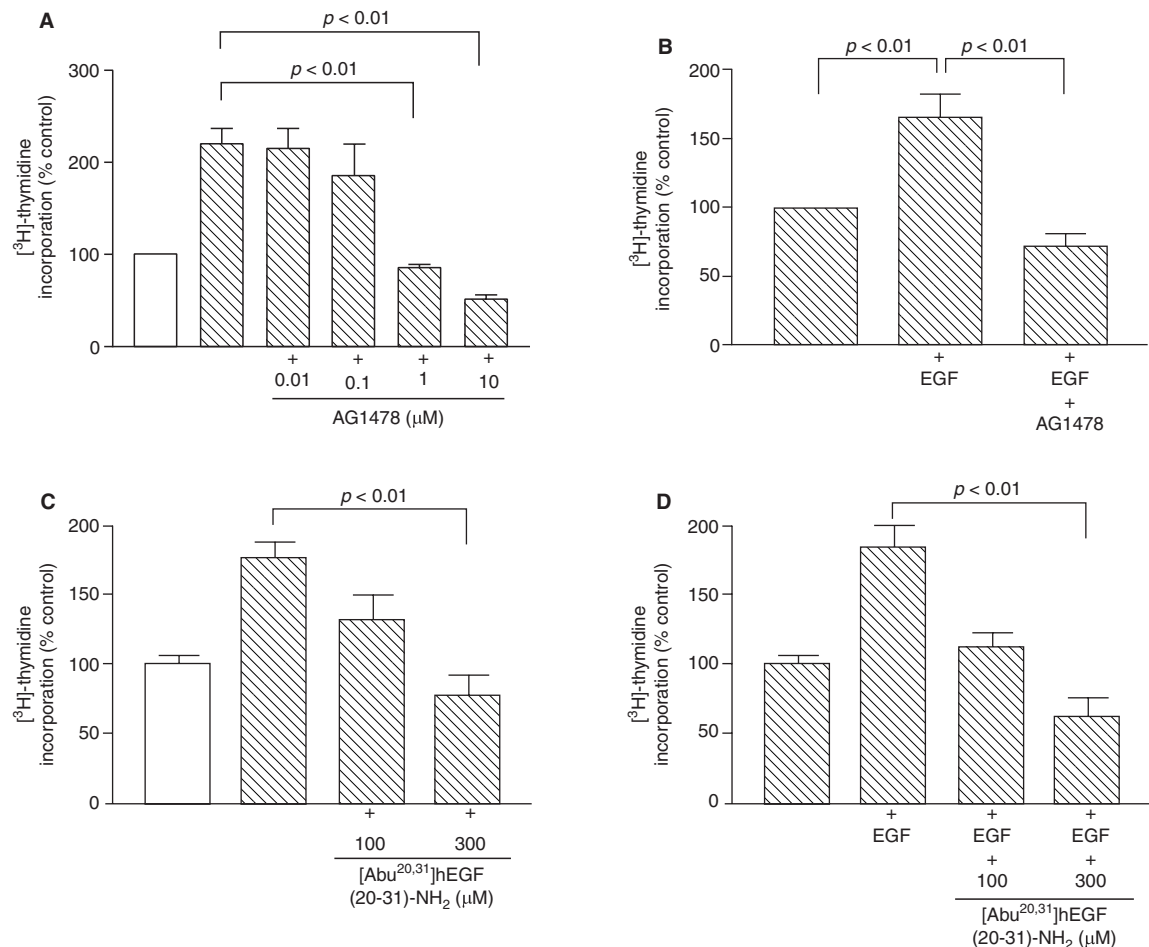 A
p < 0.01
p < 0.01
[³H]-thymidine
incorporation (% control)
300
200
100
0
+ + + +
0.01 0.1 1 10
AG1478 (μM)
B
p < 0.01 p < 0.01
[³H]-thymidine
incorporation (% control)
200
150
100
50
0
+ +
EGF EGF
+
AG1478
C
p < 0.01
[³H]-thymidine
incorporation (% control)
200
150
100
50
0
+ +
100 300
[Abu²⁰,³¹]hEGF
(20-31)-NH₂ (μM)
D
p < 0.01
[³H]-thymidine
incorporation (% control)
200
150
100
50
0
+ + +
EGF EGF EGF
+ +
100 300
[Abu²⁰,³¹]hEGF
(20-31)-NH₂ (μM)